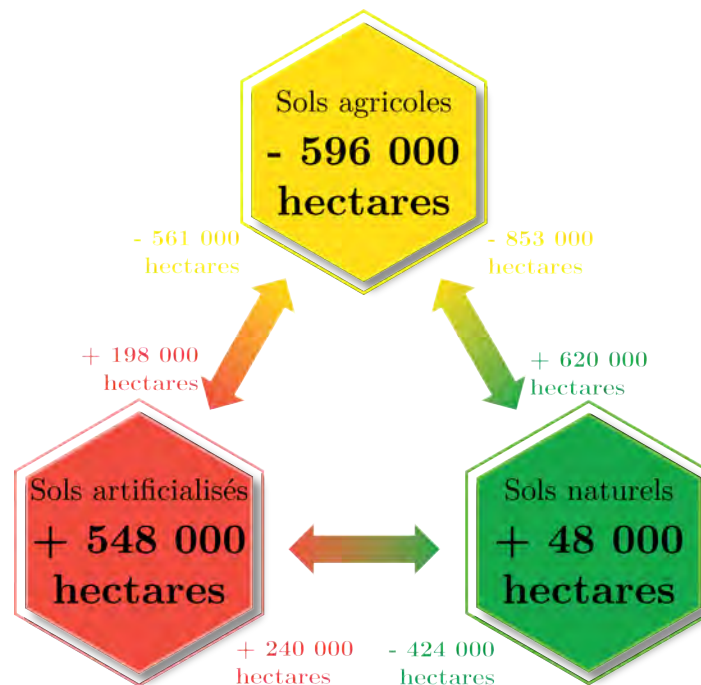 Sols agricoles
- 596 000
hectares
- 561 000
hectares
- 853 000
hectares
+ 198 000
hectares
+ 620 000
hectares
Sols artificialisés
+ 548 000
hectares
Sols naturels
+ 48 000
hectares
+ 240 000
hectares
- 424 000
hectares